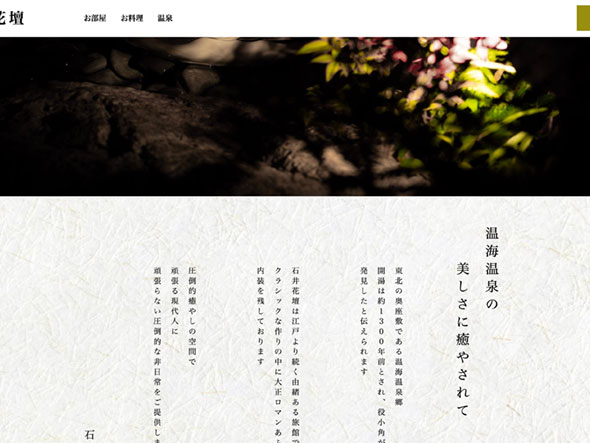 花壇
お部屋 お料理 温泉
温海温泉の
美しさに癒やされて
東北の奥座敷である温海温泉郷
開湯は約1300年前とされ、役小角が
発見したと伝えられます
石井花壇は江戸より続く由緒ある旅館で
クラシックな作りの中に大正ロマンあふ
内装を残しております
圧倒的癒やしの空間で
頑張る現代人に
頑張らない圧倒的な非日常をご提供しま
石